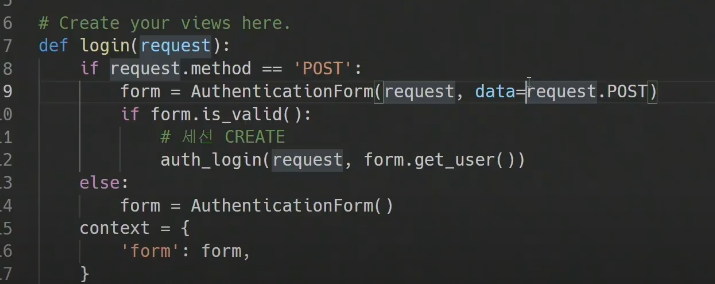 6 # Create your views here.
7 def login(request):
8 if request.method == 'POST':
9 form = AuthenticationForm(request, data=request.POST)
10 if form.is_valid():
11 # 세신 CREATE
12 auth_login(request, form.get_user())
13 else:
14 form = AuthenticationForm()
15 context = {
16 'form': form,
17 }